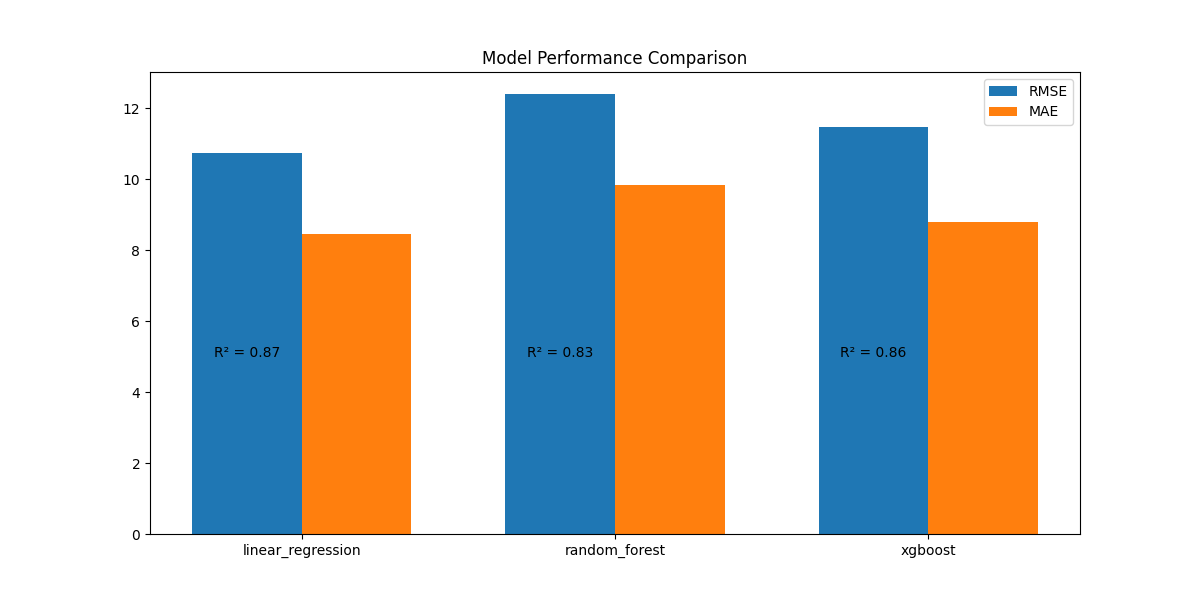 Model Performance Comparison
RMSE
MAE
12
10
8
6
4
2
0
R² = 0.87
R² = 0.83
R² = 0.86
linear_regression
random_forest
xgboost